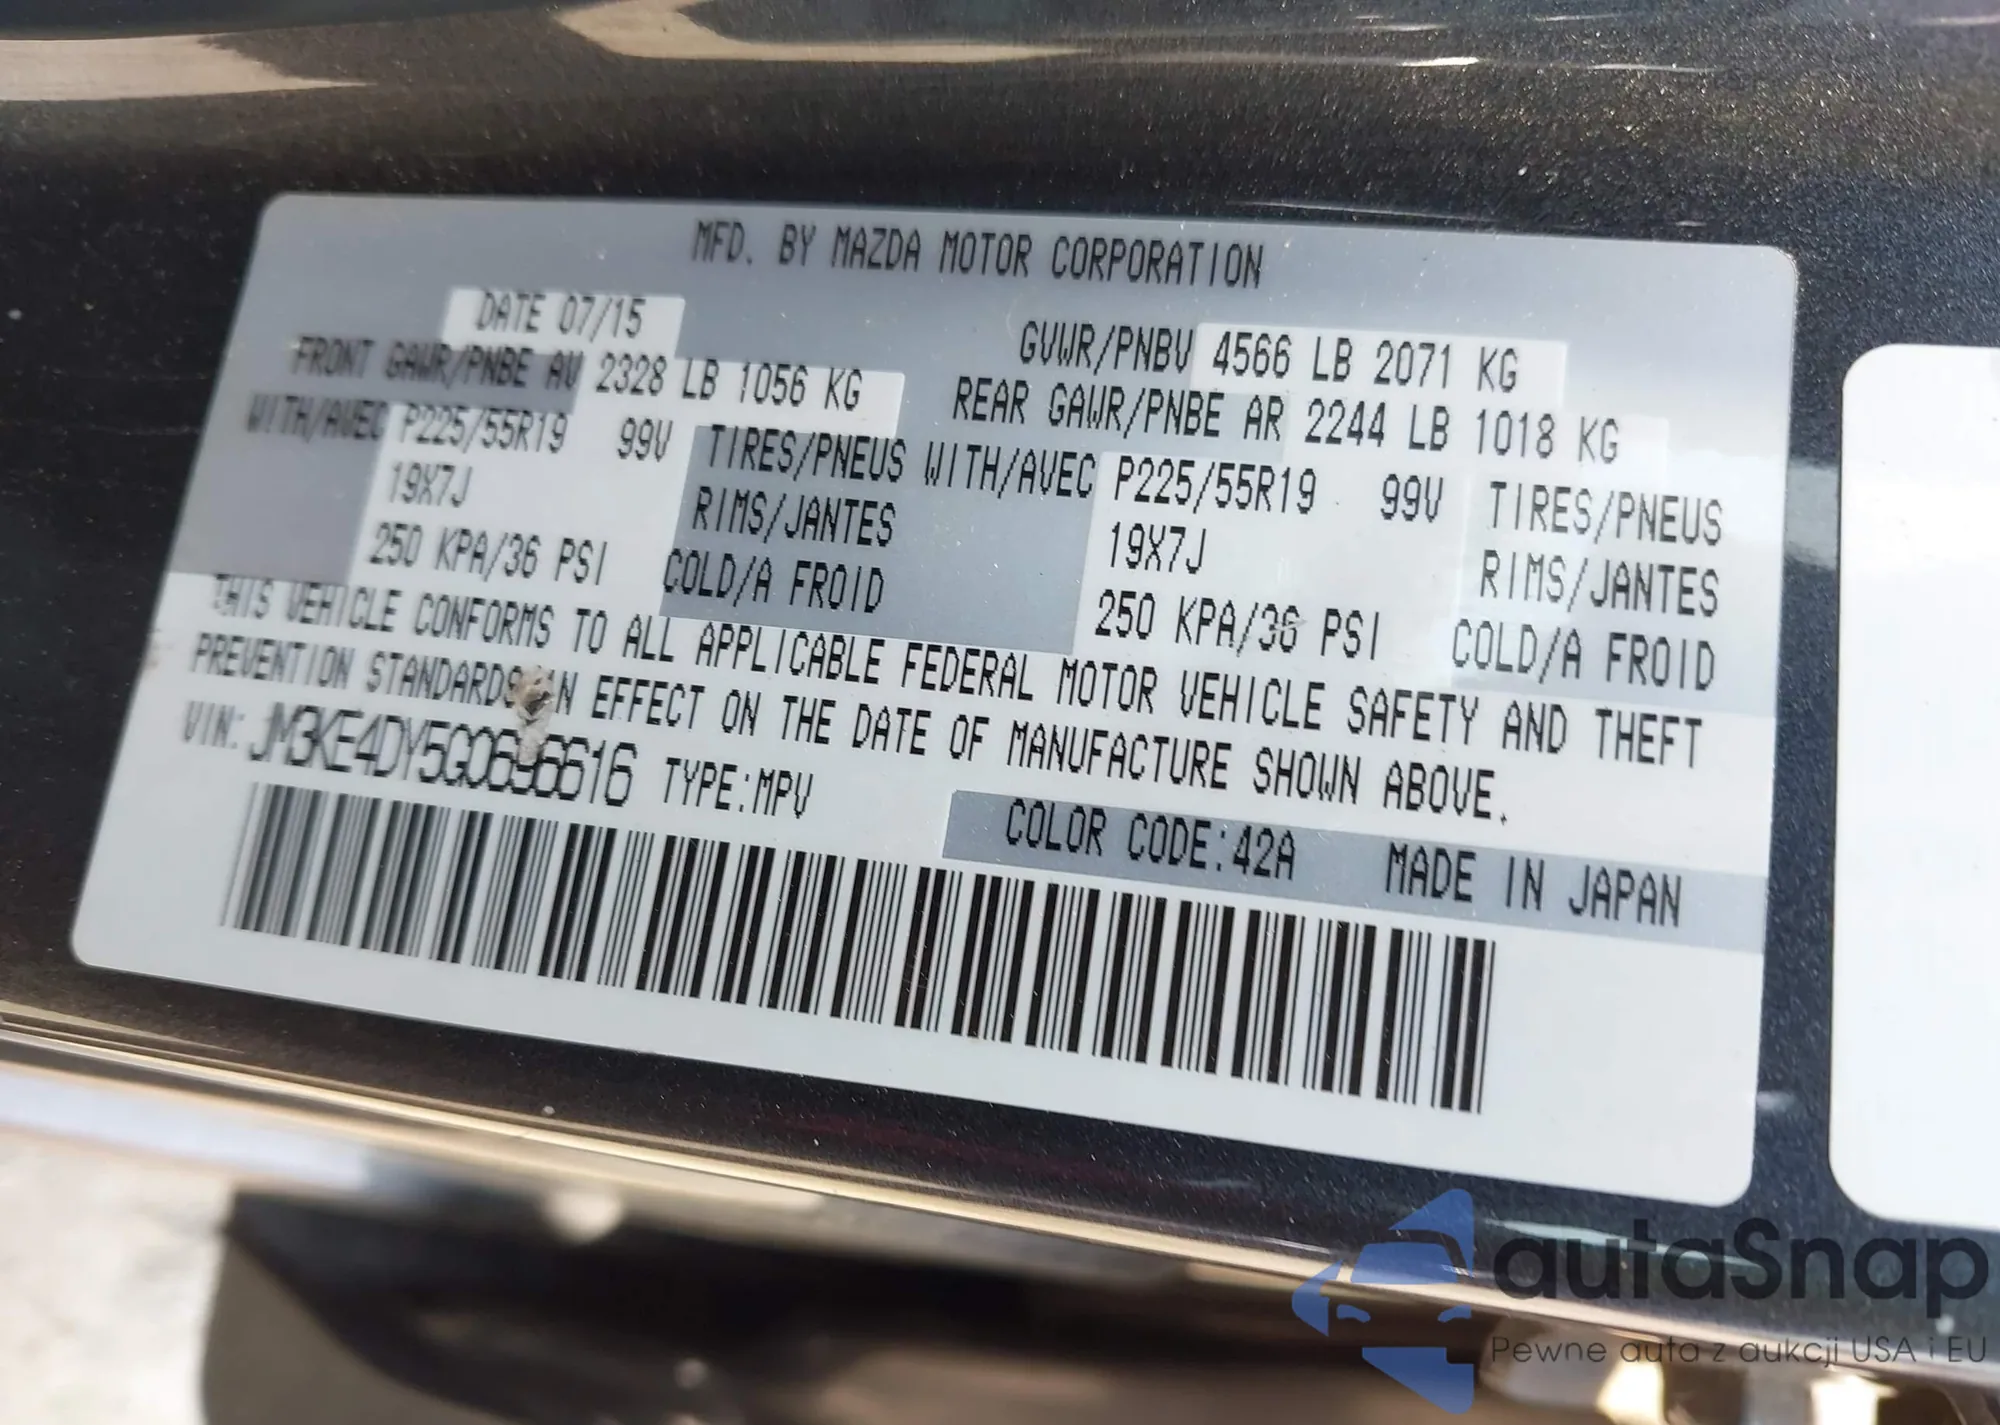 MFD. BY MAZDA MOTOR CORPORATION
DATE 07/15 GVWR/PNBV 4566 LB 2071 KG
FRONT GAWR/PNBE AV 2328 LB 1056 KG REAR GAWR/PNBE AR 2244 LB 1018 KG
WITH/AVEC P225/55R19 99V TIRES/PNEUS WITH/AVEC P225/55R19 99V TIRES/PNEUS
19X7J RIMS/JANTES 19X7J RIMS/JANTES
250 KPA/36 PSI COLD/A FROID 250 KPA/36 PSI COLD/A FROID
THIS VEHICLE CONFORMS TO ALL APPLICABLE FEDERAL MOTOR VEHICLE SAFETY AND THEFT
PREVENTION STANDARDS IN EFFECT ON THE DATE OF MANUFACTURE SHOWN ABOVE.
VIN: JM3KE4DY5G0696616 TYPE:MPV
COLOR CODE:42A MADE IN JAPAN
autaSnap
Pewne auta z aukcji USA i EU